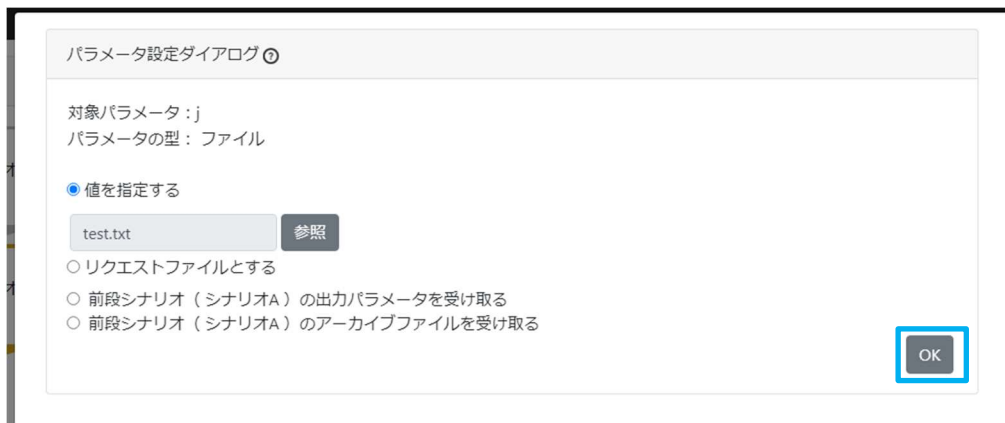 パラメータ設定ダイアログ
対象パラメータ：j
パラメータの型： ファイル
値を指定する
test.txt
参照
リクエストファイルとする
前段シナリオ（シナリオA）の出力パラメータを受け取る
前段シナリオ（シナリオA）のアーカイブファイルを受け取る
OK